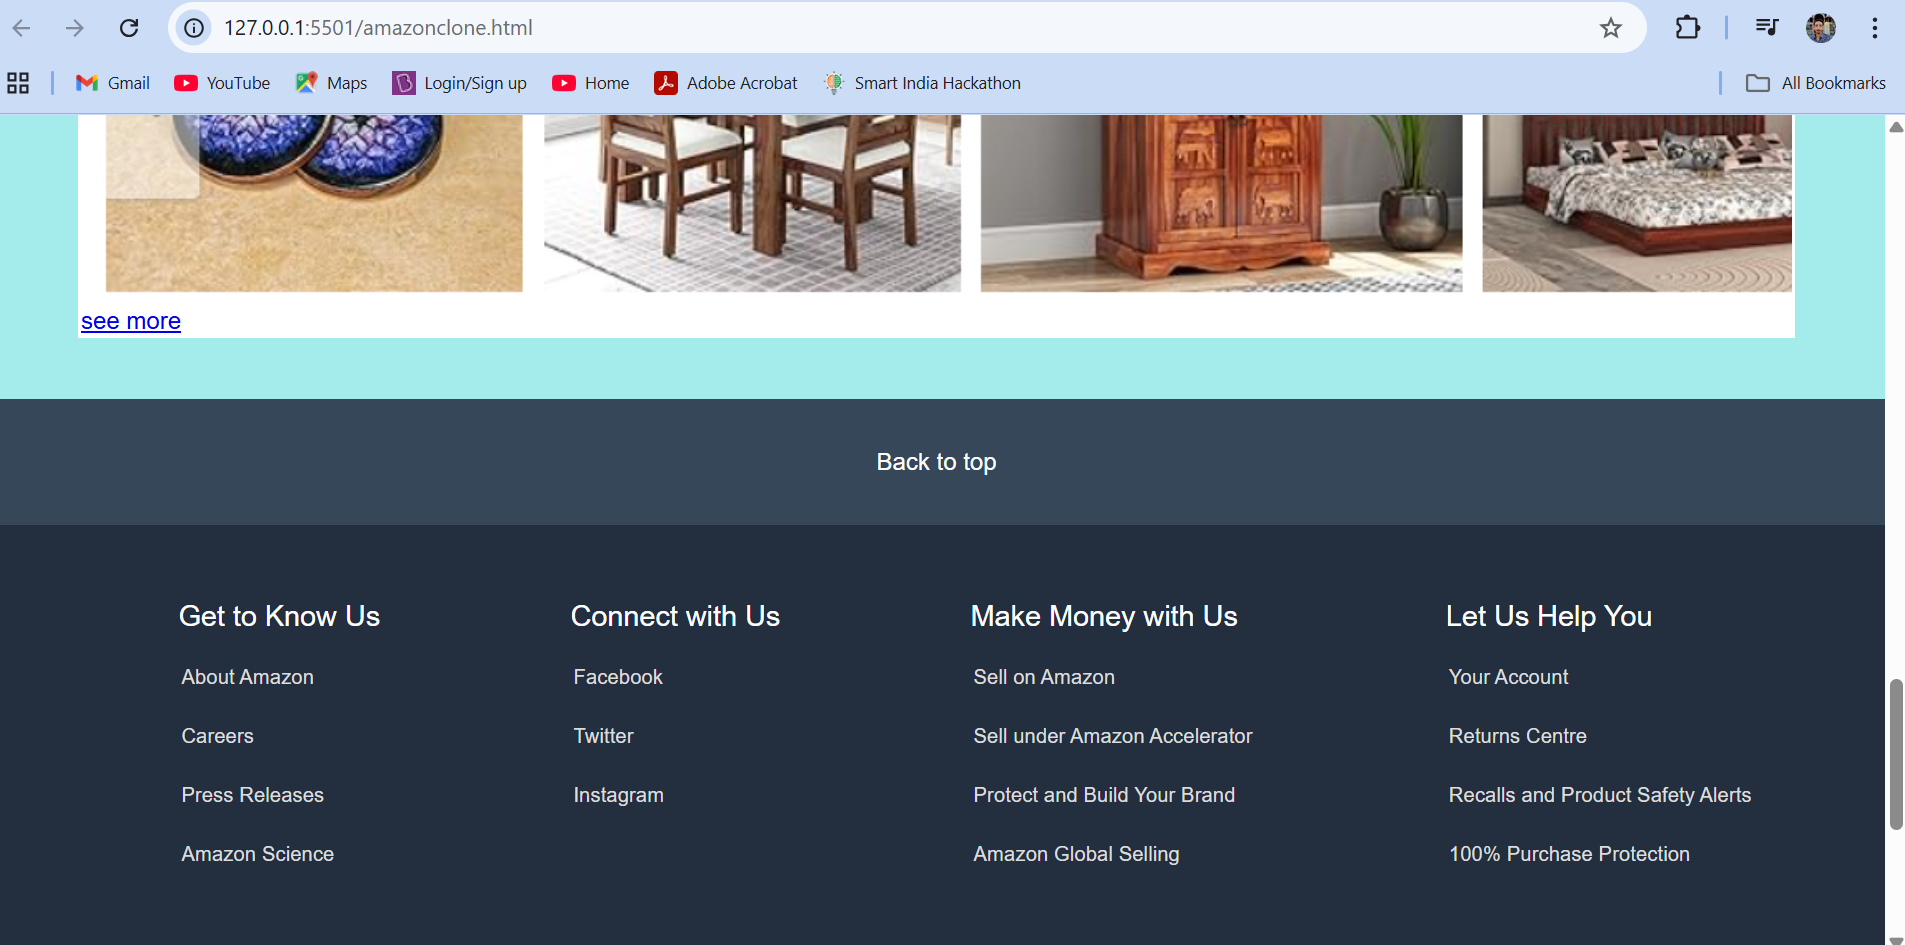 127.0.0.1:5501/amazonclone.html
Gmail YouTube Maps Login/Sign up Home Adobe Acrobat Smart India Hackathon All Bookmarks
see more
Back to top
Get to Know Us
About Amazon
Careers
Press Releases
Amazon Science
Connect with Us
Facebook
Twitter
Instagram
Make Money with Us
Sell on Amazon
Sell under Amazon Accelerator
Protect and Build Your Brand
Amazon Global Selling
Let Us Help You
Your Account
Returns Centre
Recalls and Product Safety Alerts
100% Purchase Protection